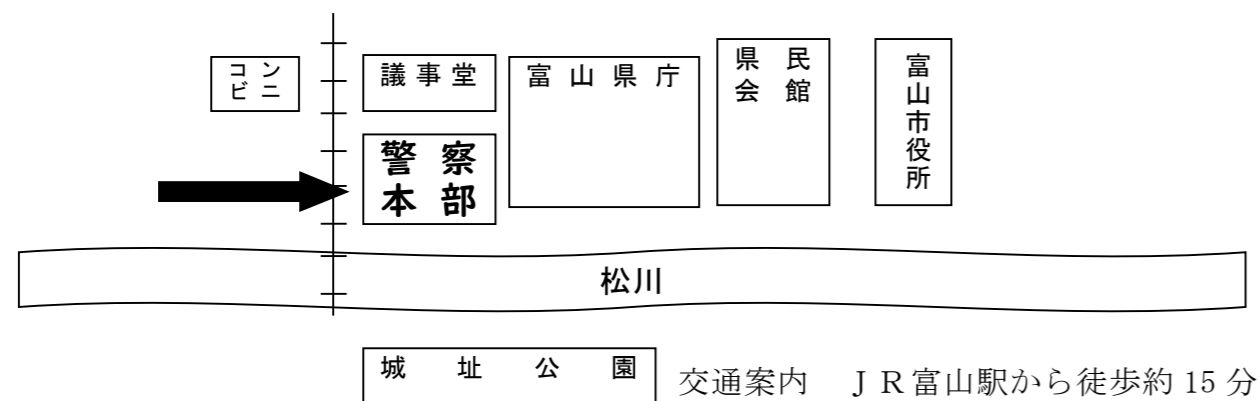 コン
ビニ
議事堂
富山県庁
県民
会館
富山市役所
警察
本部
松川
城址公園
交通案内　ＪＲ富山駅から徒歩約 15 分